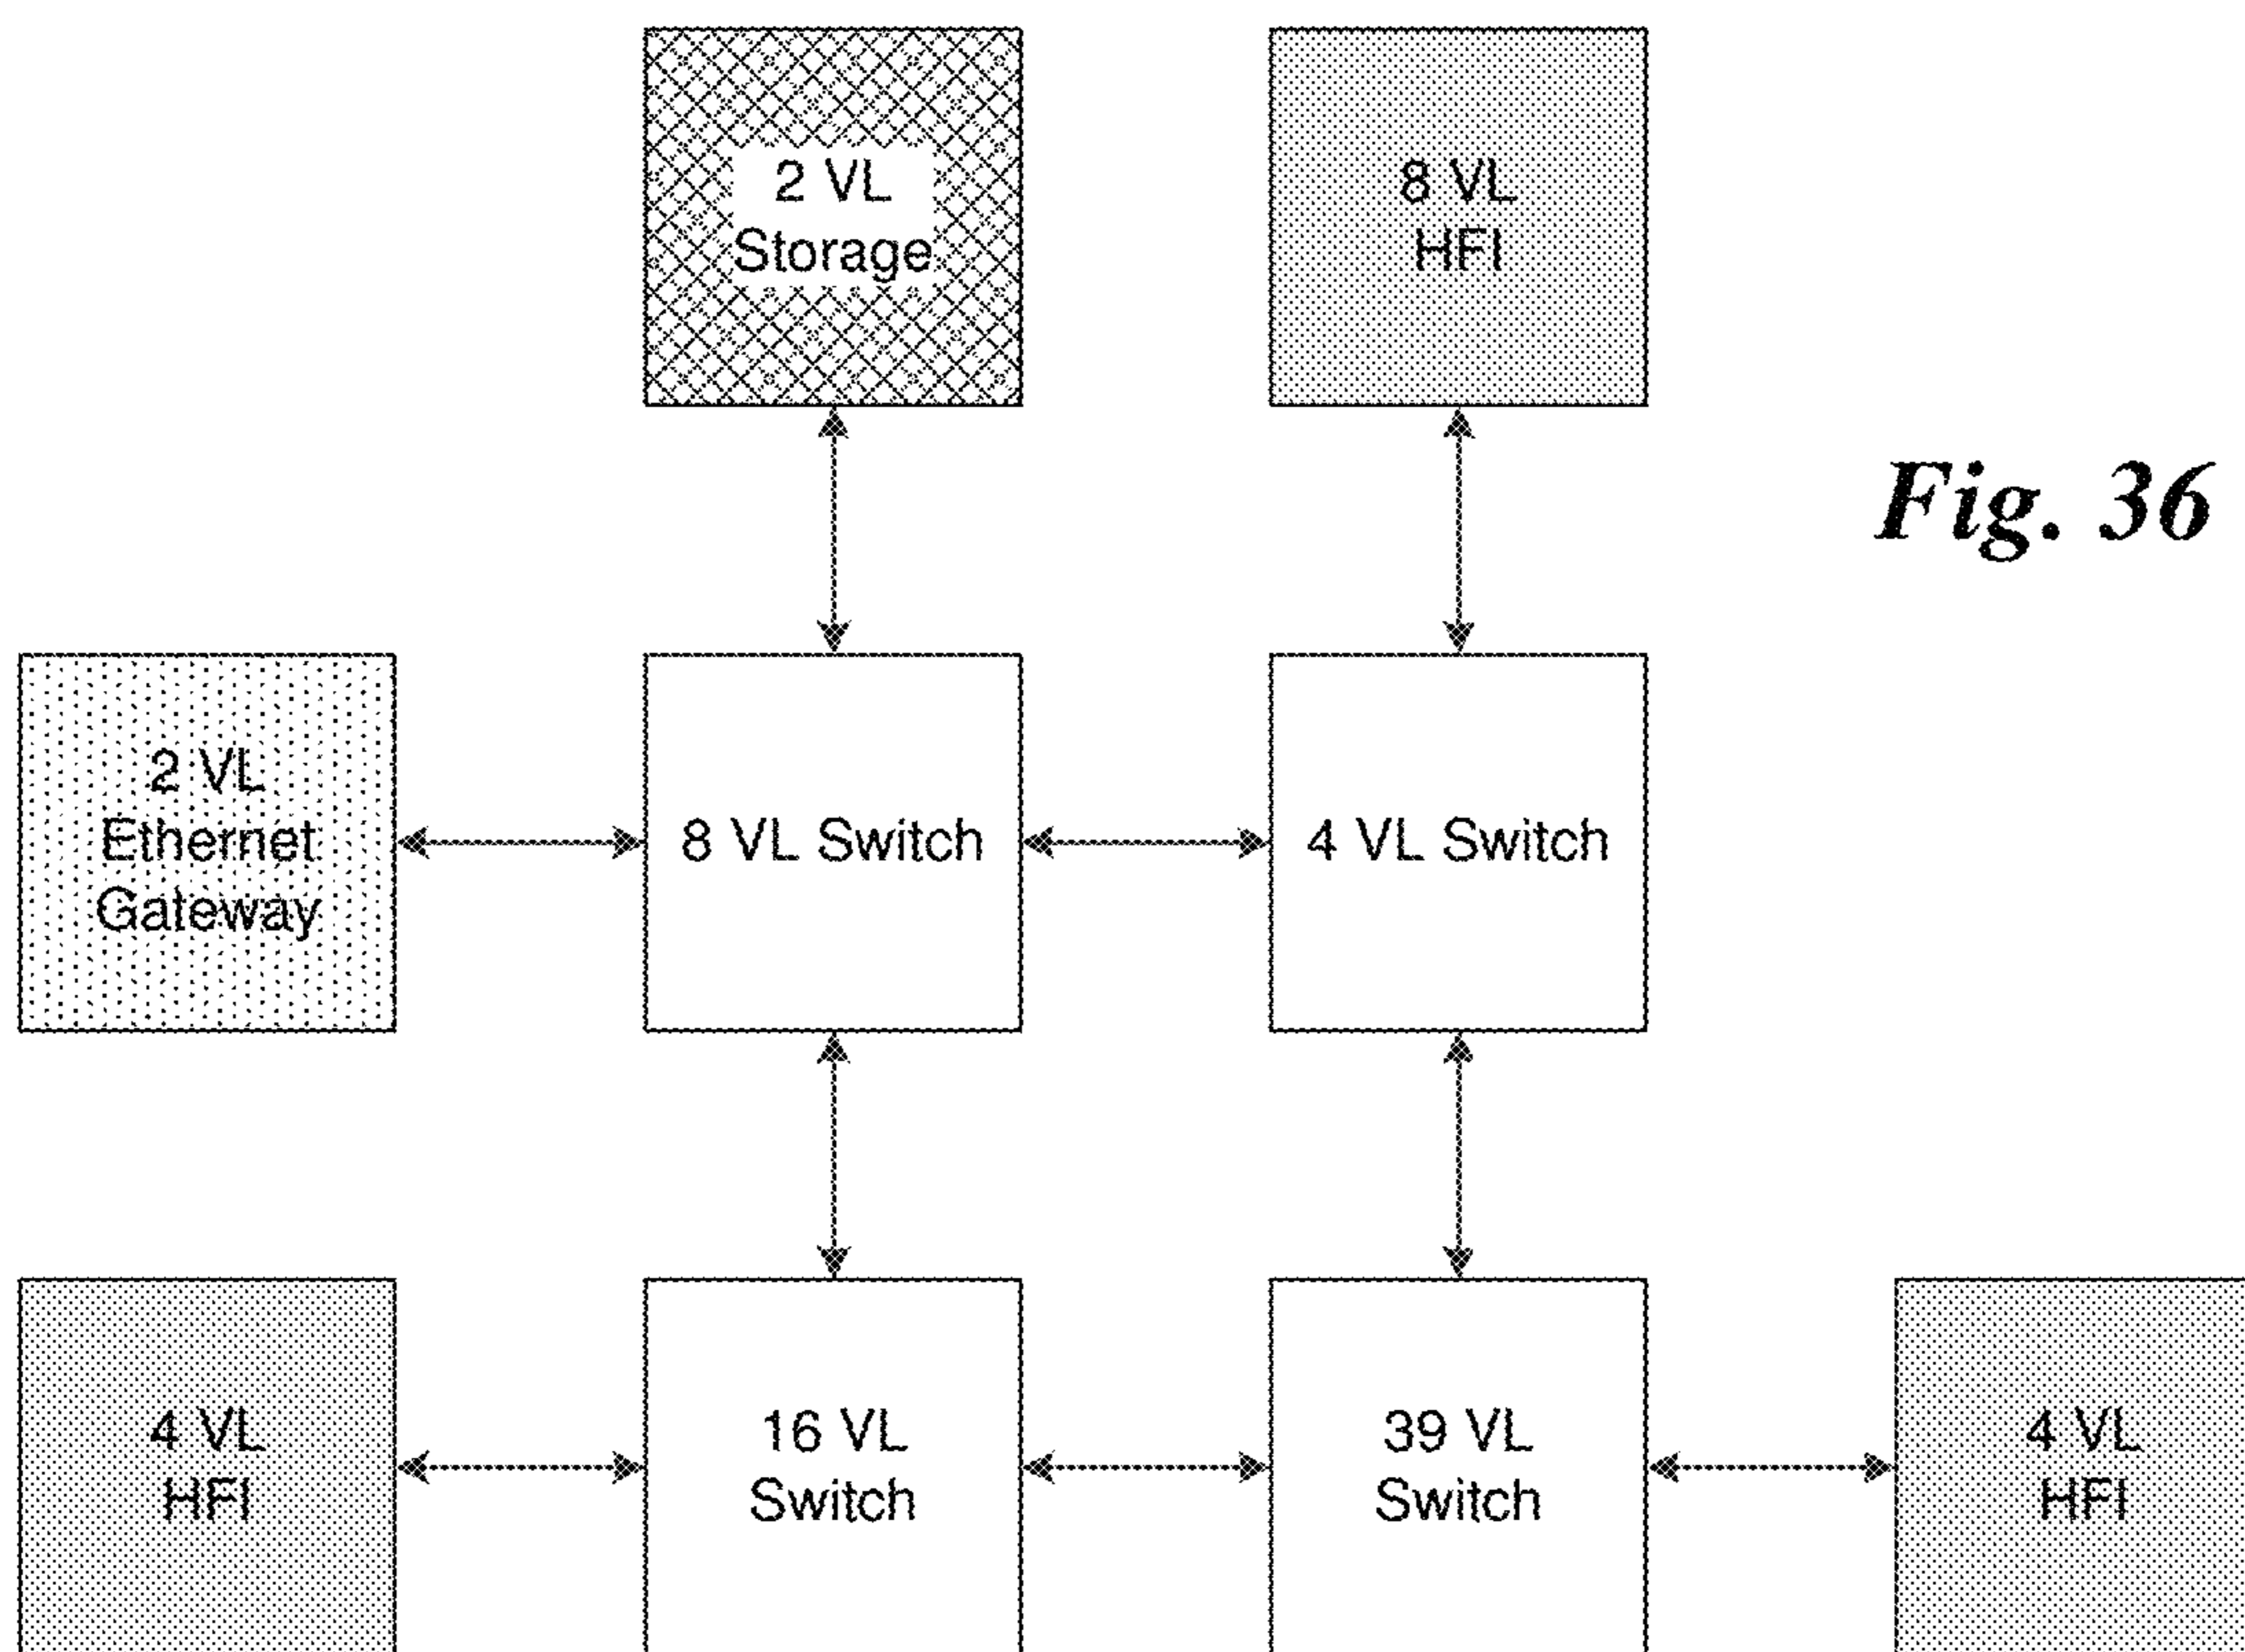 2 VL
Storage
8 VL
HFI
Fig. 36
2 VL
Ethernet
Gateway
8 VL Switch
4 VL Switch
4 VL
HFI
16 VL
Switch
39 VL
Switch
4 VL
HFI